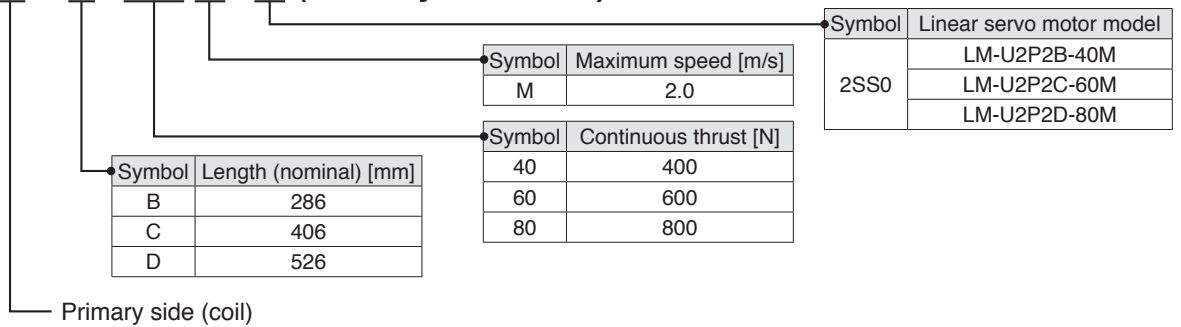 Symbol Linear servo motor model
2SS0
LM-U2P2B-40M
LM-U2P2C-60M
LM-U2P2D-80M
Symbol Maximum speed [m/s]
M 2.0
Symbol Continuous thrust [N]
40 400
60 600
80 800
Symbol Length (nominal) [mm]
B 286
C 406
D 526
Primary side (coil)